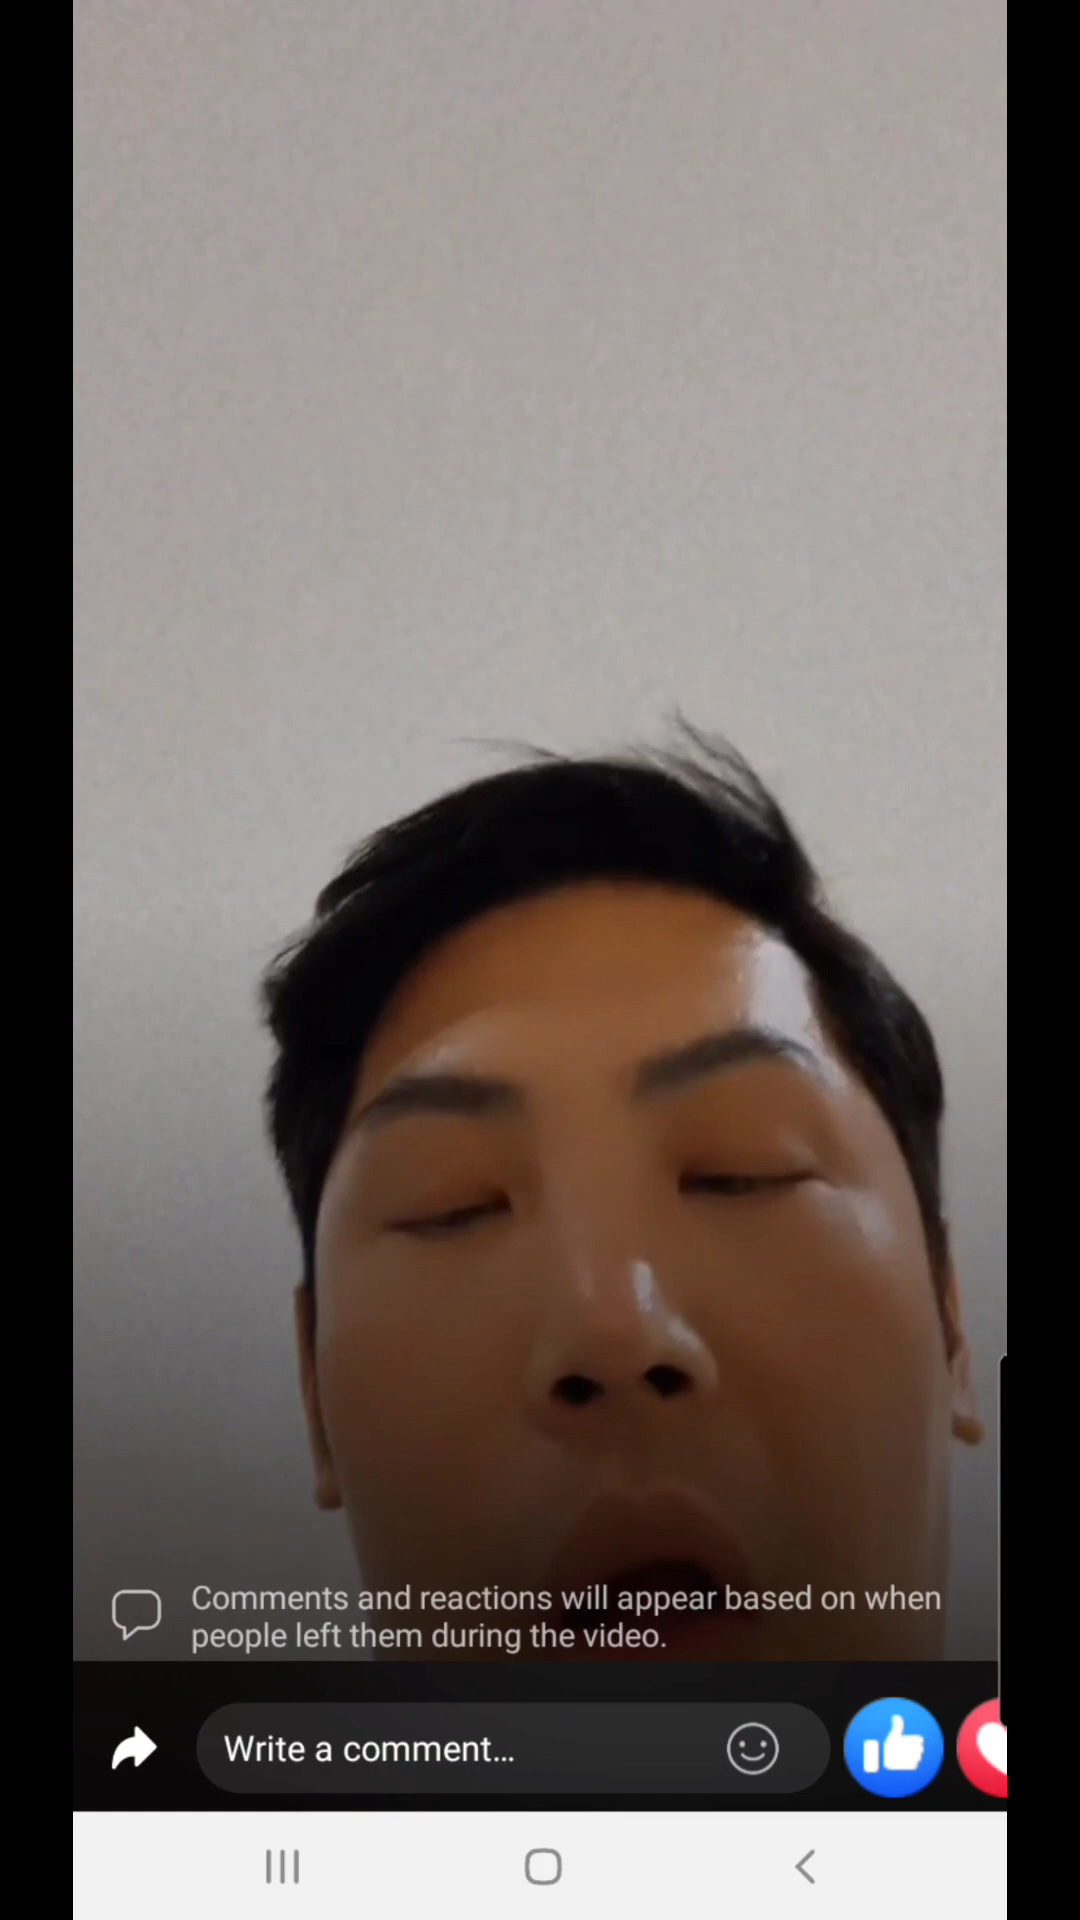 Comments and reactions will appear based on when
people left them during the video.
Write a comment...